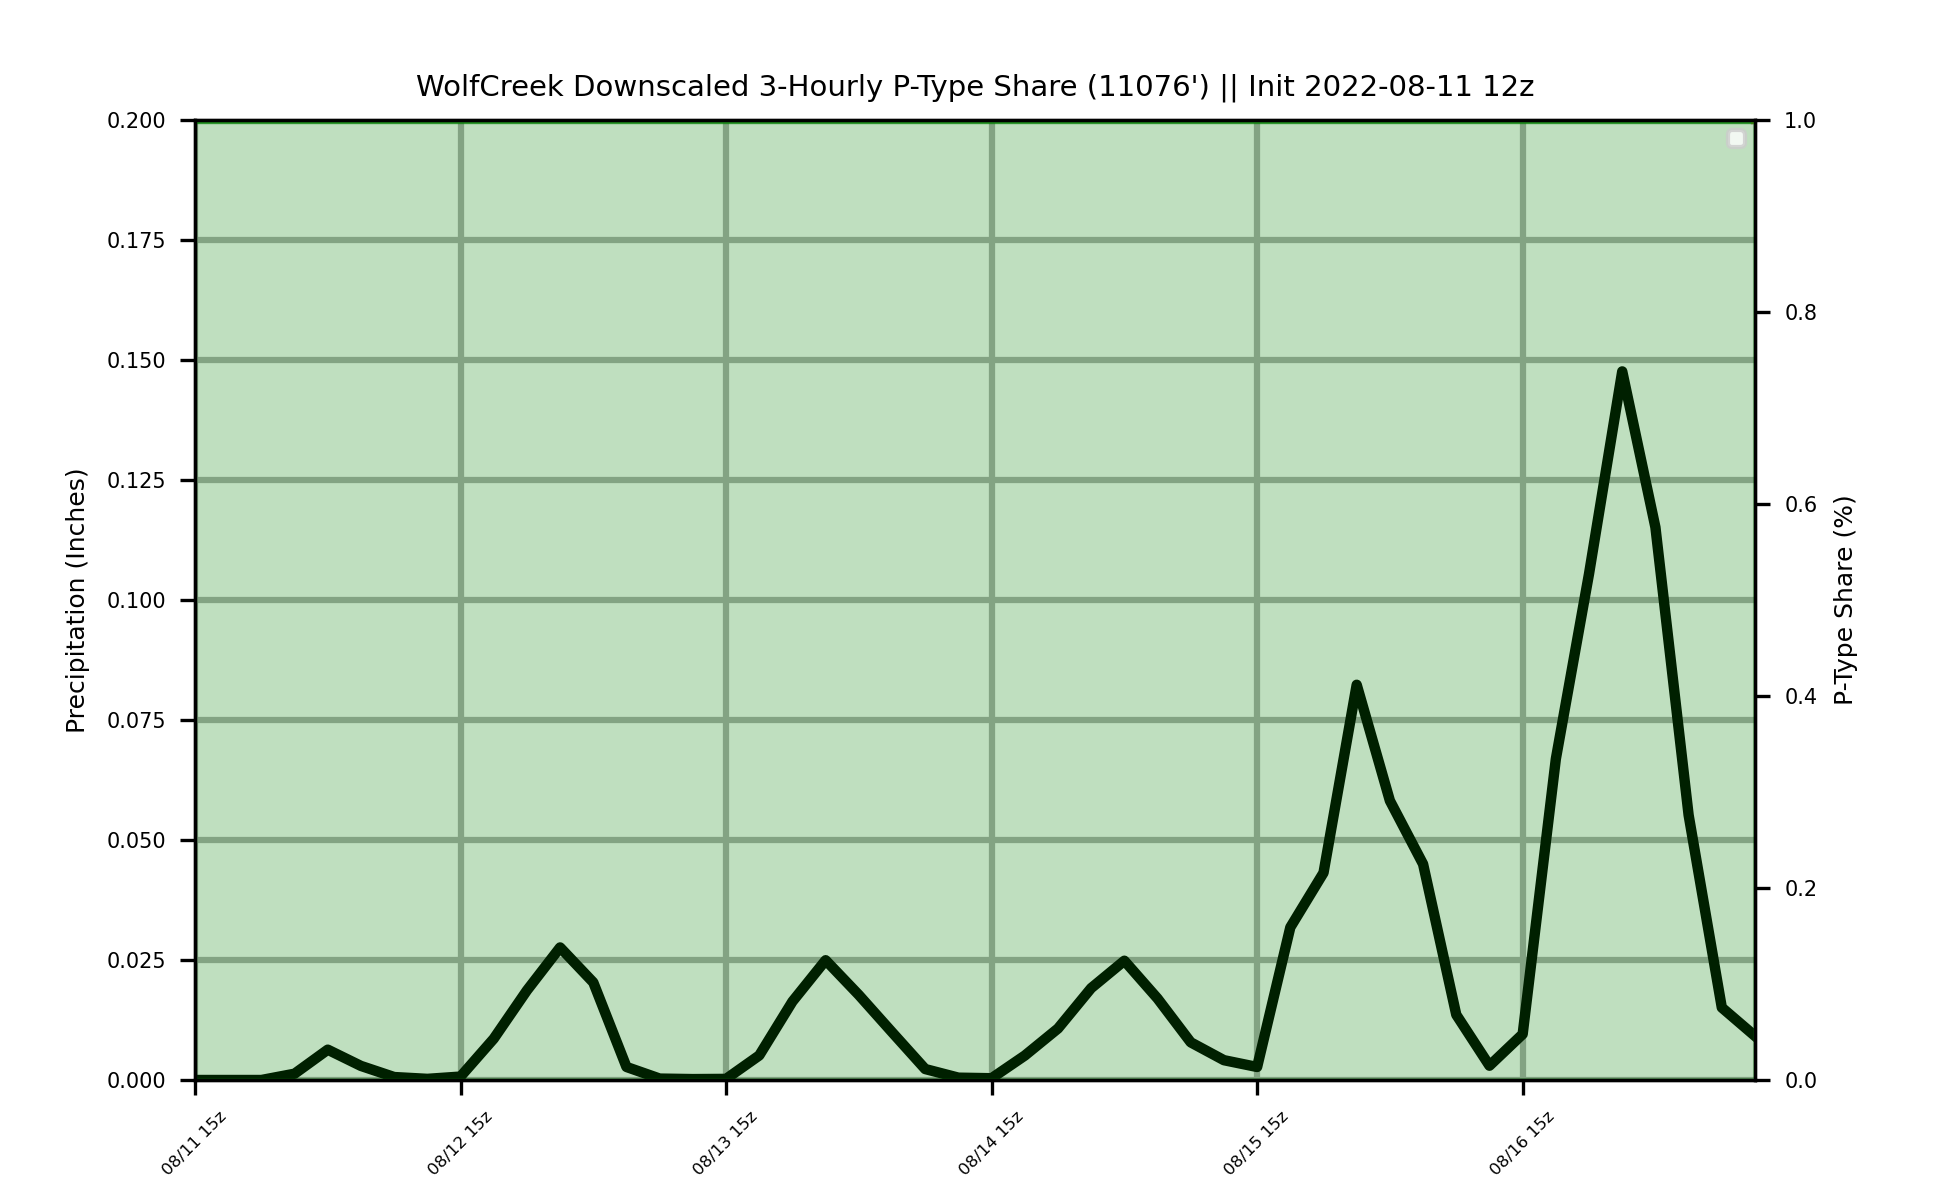 WolfCreek Downscaled 3-Hourly P-Type Share (11076') || Init 2022-08-11 12z
Precipitation (Inches)
0.200
0.175
0.150
0.125
0.100
0.075
0.050
0.025
0.000
1.0
0.8
0.6
0.4
0.2
0.0
P-Type Share (%)
08/11 15z
08/12 15z
08/13 15z
08/14 15z
08/15 15z
08/16 15z